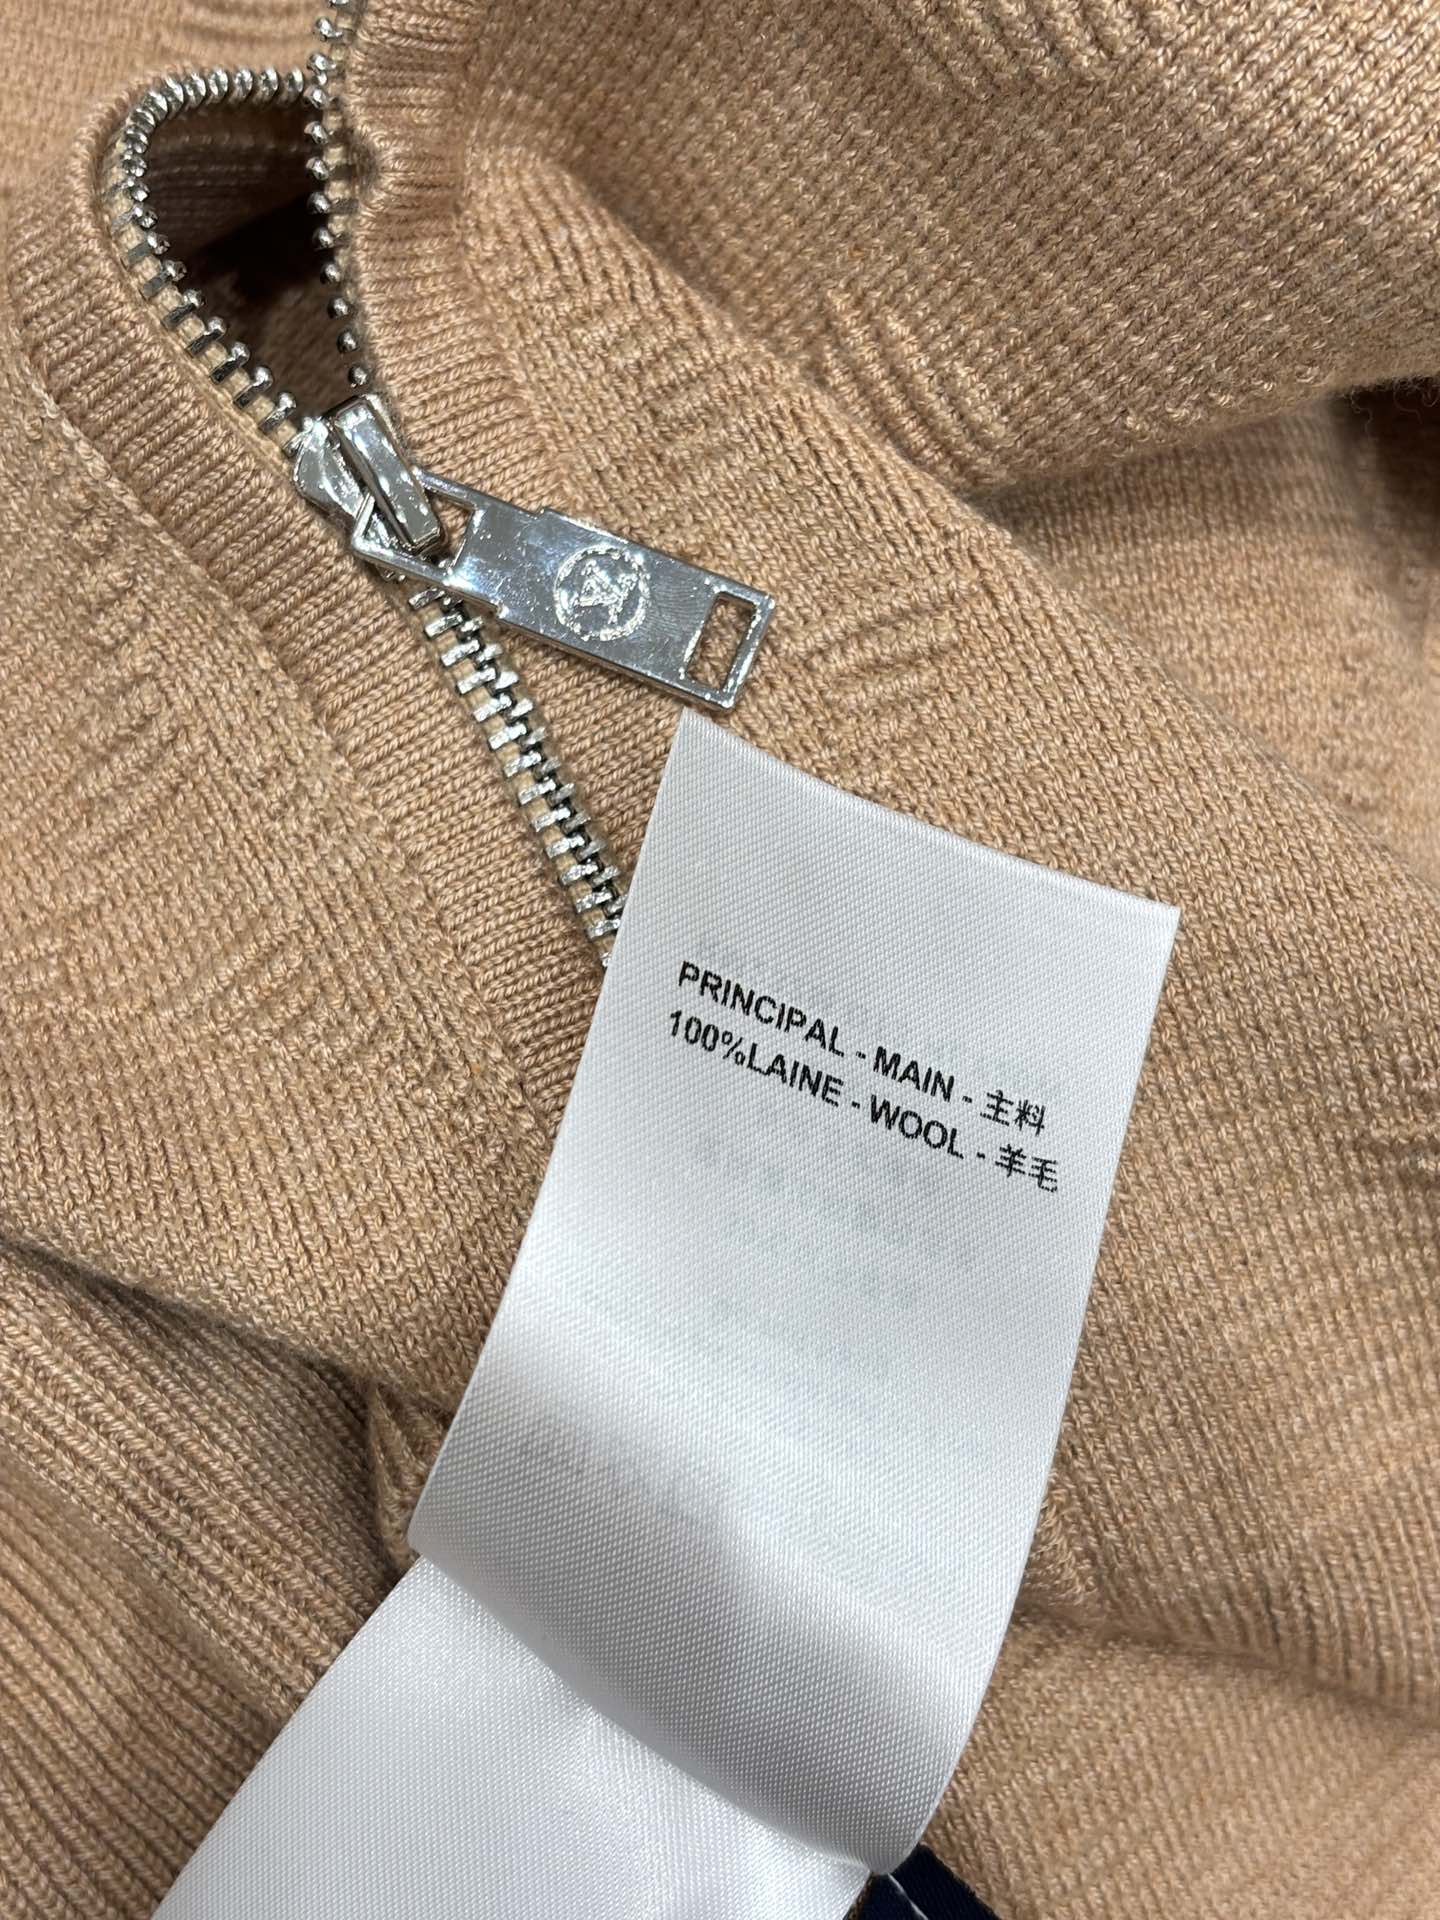 PRINCIPAL - MAIN - 主料
100%LAINE - WOOL - 羊毛